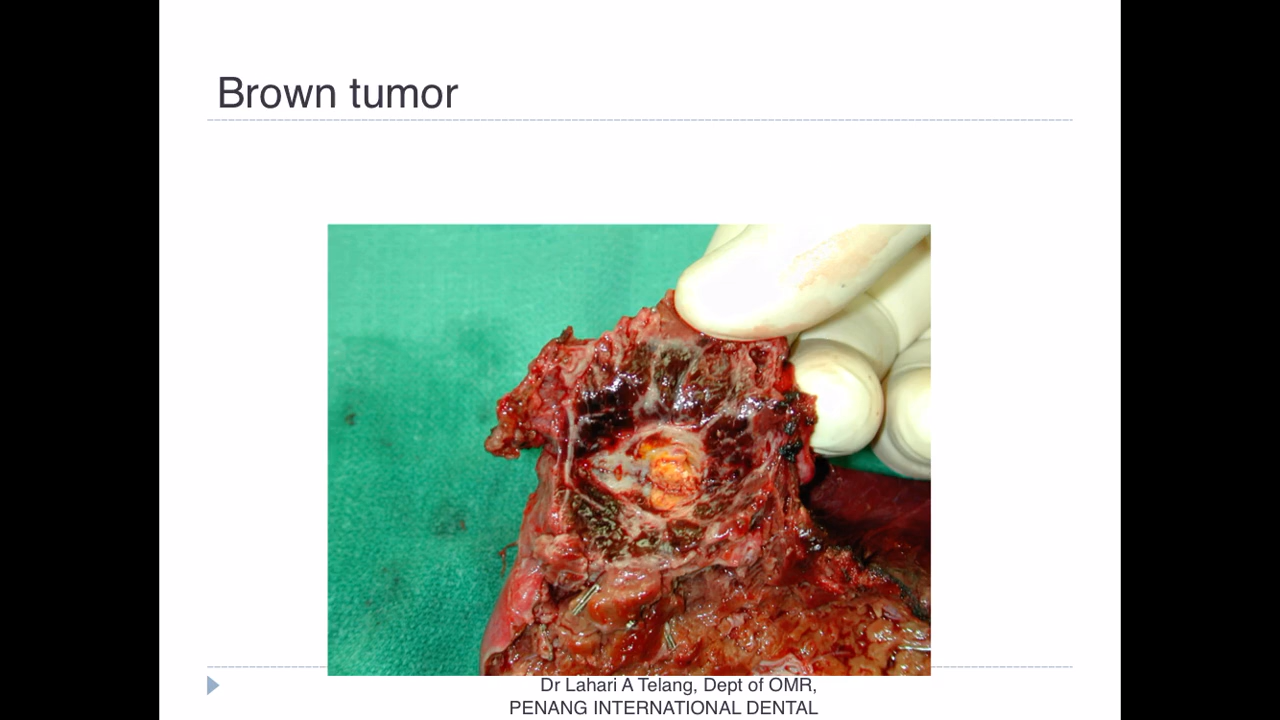 Brown tumor
Dr Lahari A Telang, Dept of OMR,
PENANG INTERNATIONAL DENTAL